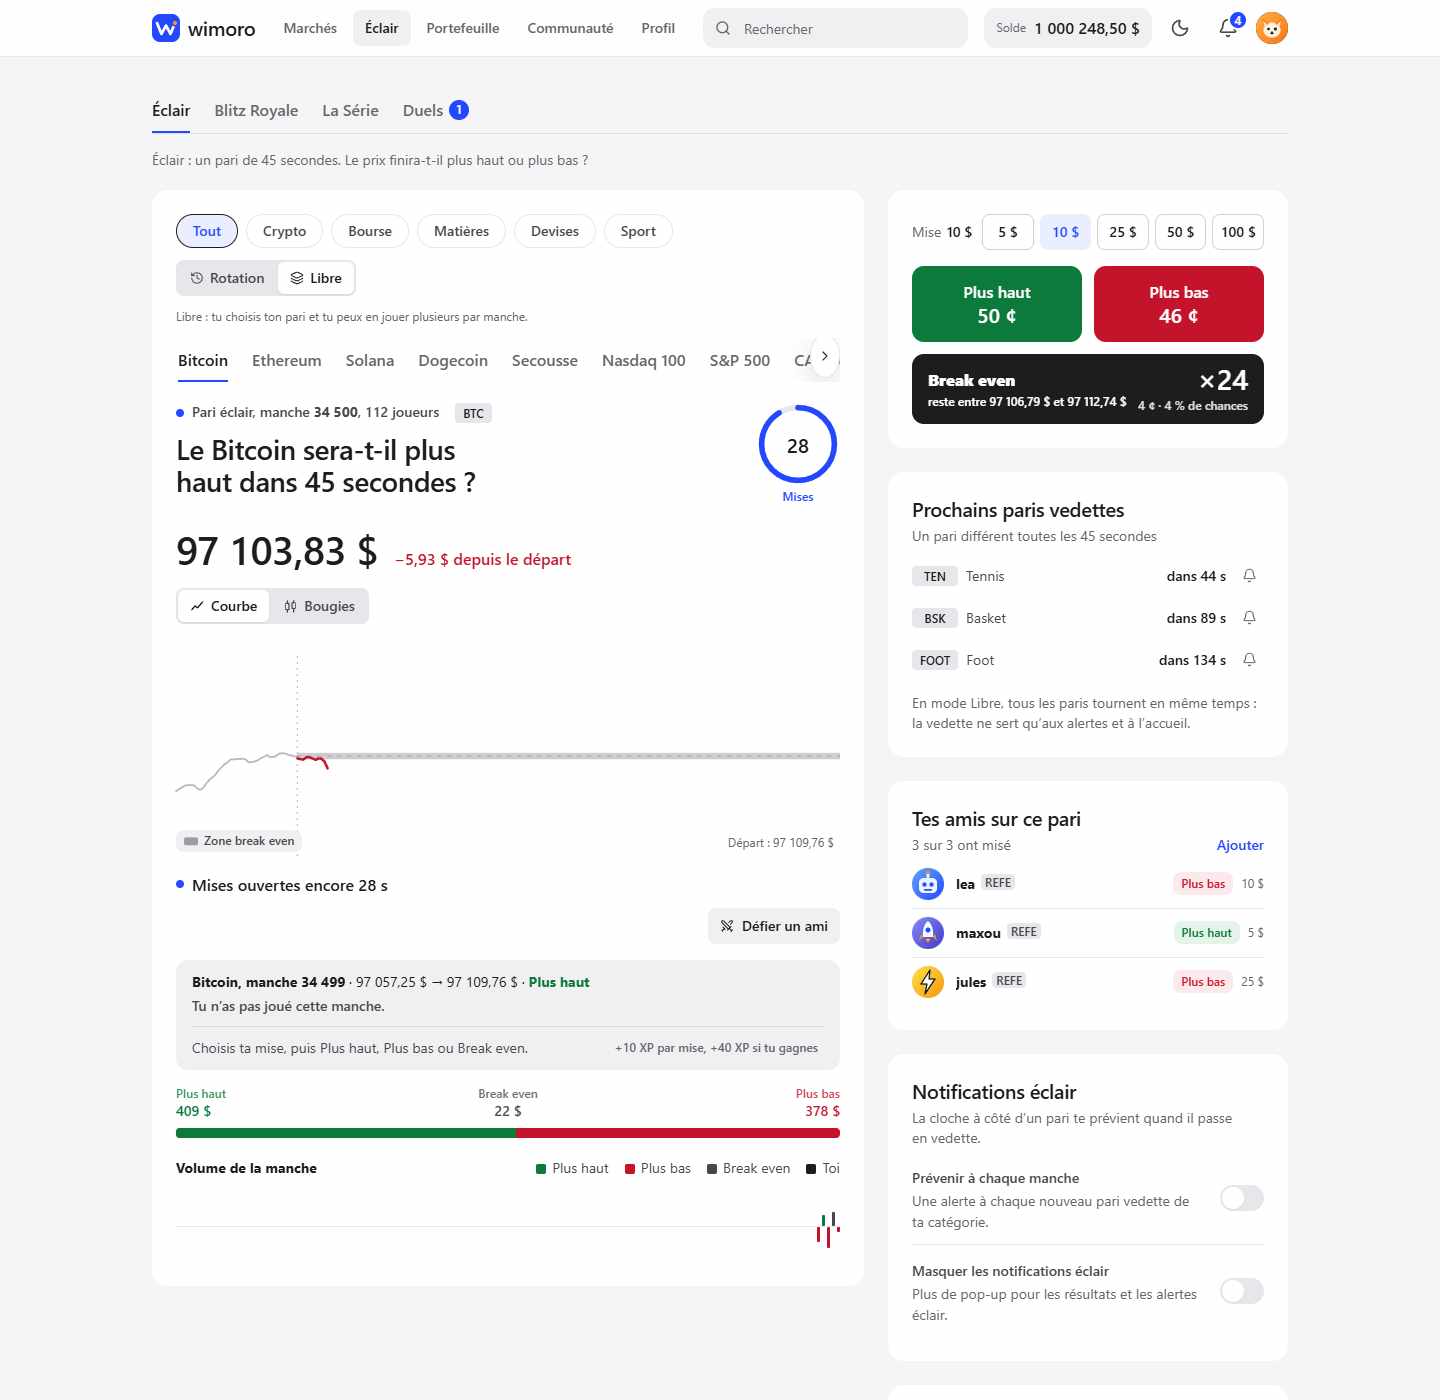 wimoro
Marchés
Éclair
Portefeuille
Communauté
Profil
Rechercher
Solde 1 000 248,50 $
4
Éclair
Blitz Royale
La Série
Duels 1
Éclair : un pari de 45 secondes. Le prix finira-t-il plus haut ou plus bas ?
Tout
Crypto
Bourse
Matières
Devises
Sport
Rotation
Libre
Libre : tu choisis ton pari et tu peux en jouer plusieurs par manche.
Bitcoin
Ethereum
Solana
Dogecoin
Secousse
Nasdaq 100
S&P 500
Pari éclair, manche 34 500, 112 joueurs BTC
Le Bitcoin sera-t-il plus
haut dans 45 secondes ?
28
Mises
97 103,83 $ −5,93 $ depuis le départ
Courbe
Bougies
Zone break even
Départ : 97 109,76 $
Mises ouvertes encore 28 s
Défier un ami
Bitcoin, manche 34 499 · 97 057,25 $ → 97 109,76 $ · Plus haut
Tu n’as pas joué cette manche.
Choisis ta mise, puis Plus haut, Plus bas ou Break even.
+10 XP par mise, +40 XP si tu gagnes
Plus haut
409 $
Break even
22 $
Plus bas
378 $
Volume de la manche
Plus haut
Plus bas
Break even
Toi
Mise 10 $
5 $
10 $
25 $
50 $
100 $
Plus haut
50 ¢
Plus bas
46 ¢
Break even
reste entre 97 106,79 $ et 97 112,74 $
×24
4 ¢ · 4 % de chances
Prochains paris vedettes
Un pari différent toutes les 45 secondes
TEN Tennis dans 44 s
BSK Basket dans 89 s
FOOT Foot dans 134 s
En mode Libre, tous les paris tournent en même temps :
la vedette ne sert qu’aux alertes et à l’accueil.
Tes amis sur ce pari
3 sur 3 ont misé
Ajouter
lea REFE Plus bas 10 $
maxou REFE Plus haut 5 $
jules REFE Plus bas 25 $
Notifications éclair
La cloche à côté d’un pari te prévient quand il passe
en vedette.
Prévenir à chaque manche
Une alerte à chaque nouveau pari vedette de
ta catégorie.
Masquer les notifications éclair
Plus de pop-up pour les résultats et les alertes
éclair.